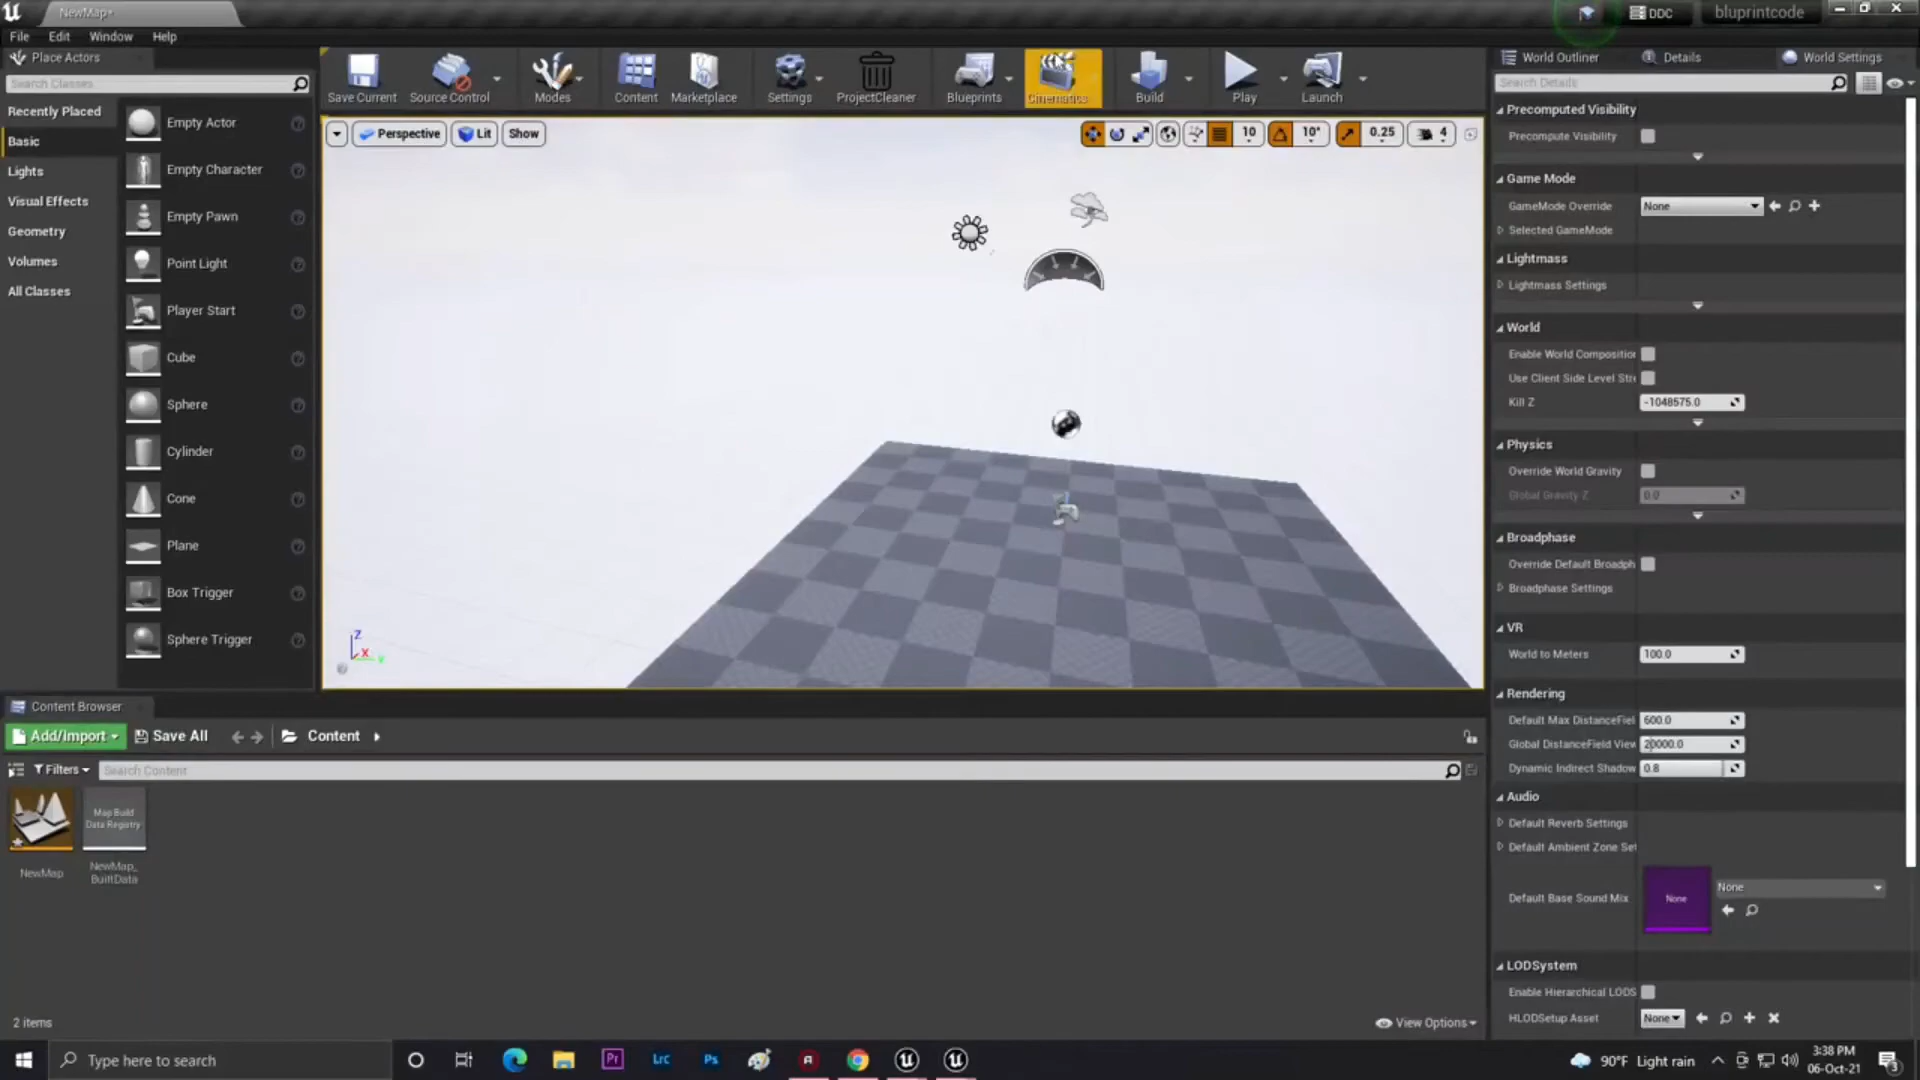 NewMap*
DDC
bluprintcode
File Edit Window Help
Place Actors
Search Classes
Recently Placed
Basic
Lights
Visual Effects
Geometry
Volumes
All Classes
Empty Actor
Empty Character
Empty Pawn
Point Light
Player Start
Cube
Sphere
Cylinder
Cone
Plane
Box Trigger
Sphere Trigger
Save Current
Source Control
Modes
Content
Marketplace
Settings
ProjectCleaner
Blueprints
Cinematics
Build
Play
Launch
Perspective
Lit
Show
10
10°
0.25
4
Z
X
Y
World Outliner
Details
World Settings
Search Details
Precomputed Visibility
Precompute Visibility
Game Mode
GameMode Override None
Selected GameMode
Lightmass
Lightmass Settings
World
Enable World Composition
Use Client Side Level Stre
Kill Z -1048575.0
Physics
Override World Gravity
Global Gravity Z 0.0
Broadphase
Override Default Broadph
Broadphase Settings
VR
World to Meters 100.0
Rendering
Default Max DistanceFiel 600.0
Global DistanceField View 20000.0
Dynamic Indirect Shadow 0.8
Audio
Default Reverb Settings
Default Ambient Zone Set
Default Base Sound Mix None None
LODSystem
Enable Hierarchical LODS
HLODSetup Asset None
Content Browser
Add/Import
Save All
Content
Filters
Search Content
Map Build
Data Registry
NewMap
NewMap_
BuiltData
2 items
View Options
Type here to search
Pr
LrC
Ps
90°F Light rain
3:38 PM
06-Oct-21
3